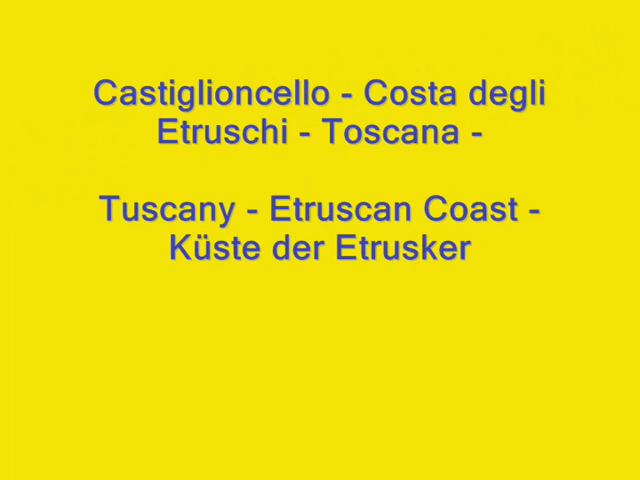 Castiglioncello - Costa degli
Etruschi - Toscana -
Tuscany - Etruscan Coast -
Küste der Etrusker